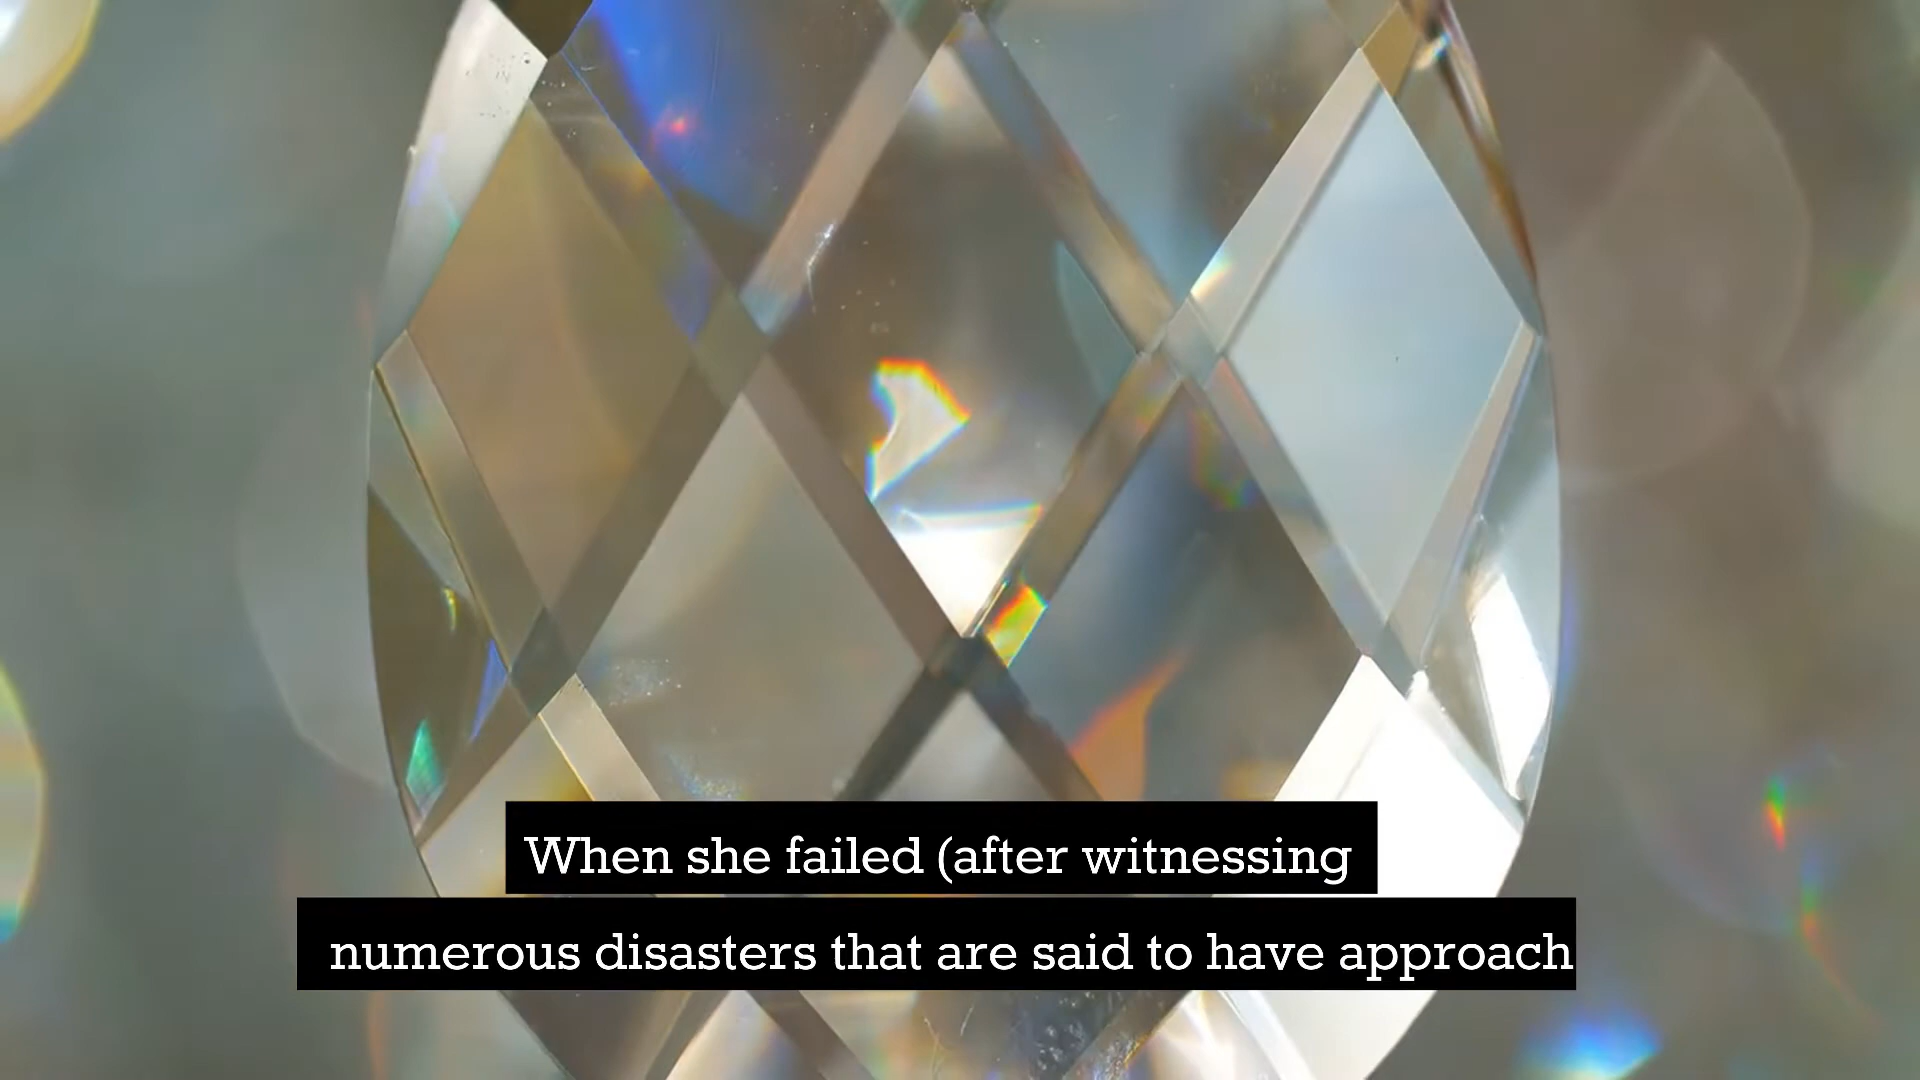 When she failed (after witnessing
numerous disasters that are said to have approach